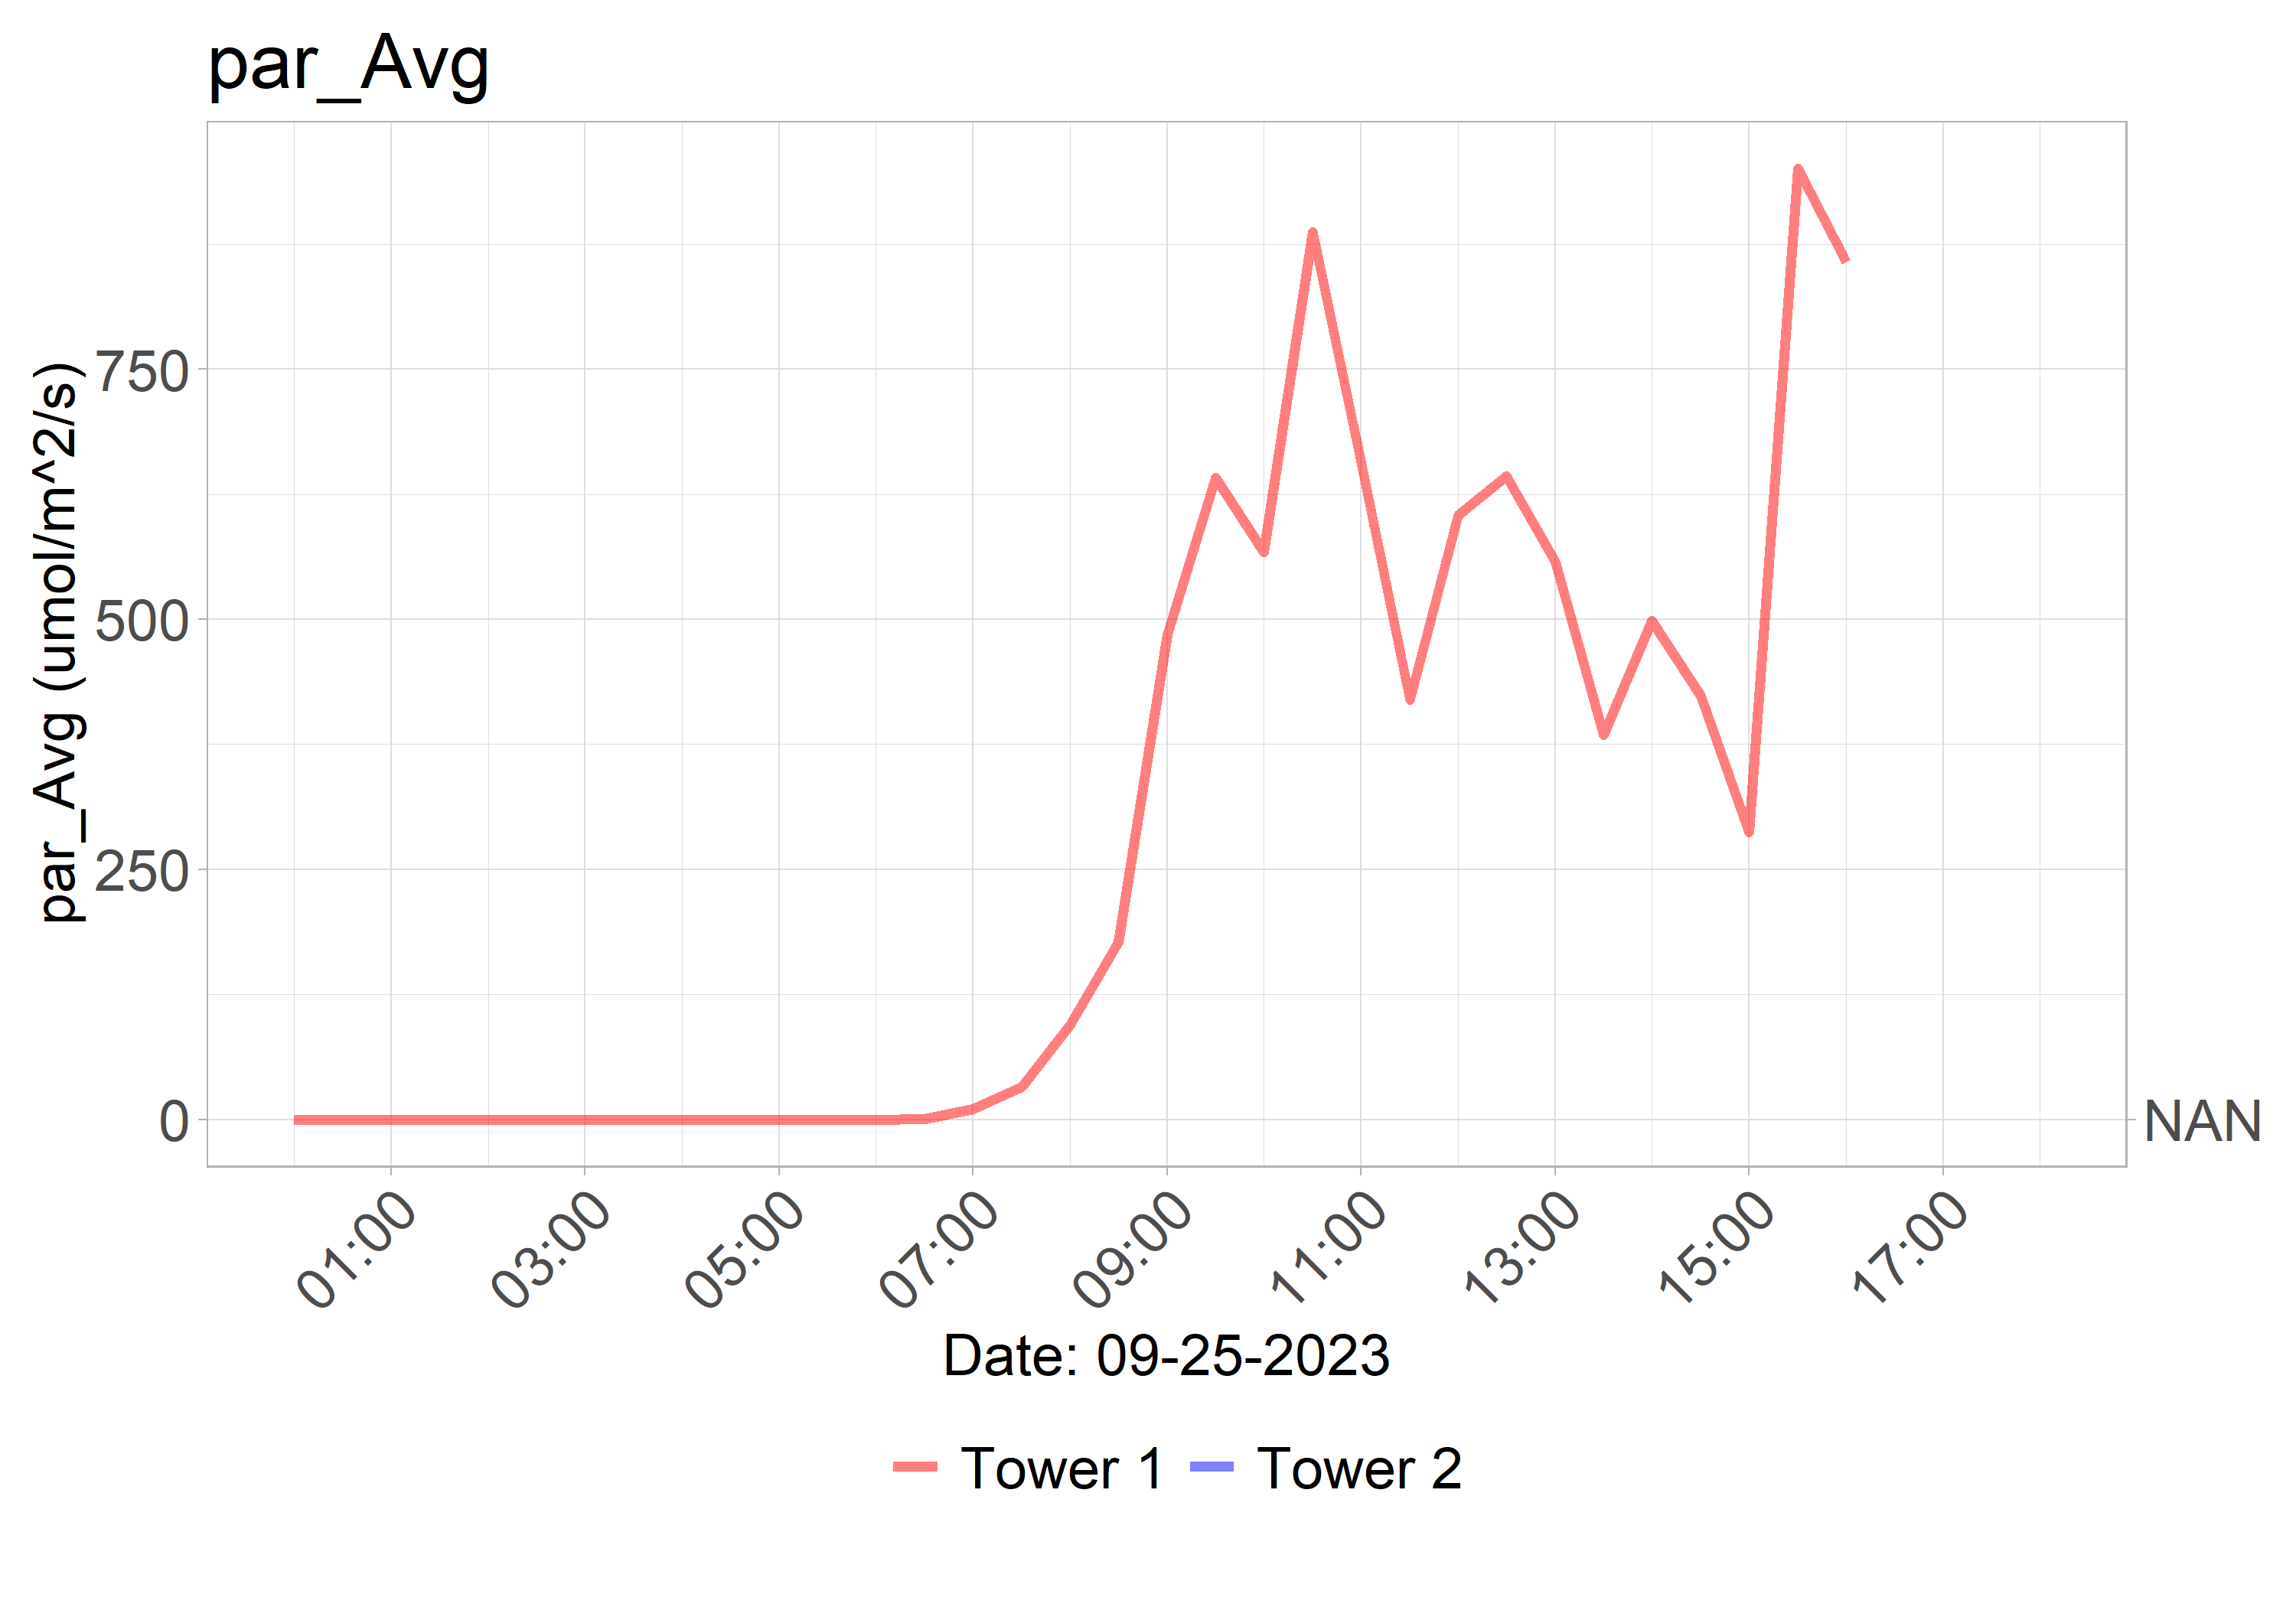 par_Avg
par_Avg (umol/m^2/s)
750
500
250
0
NAN
01:00
03:00
05:00
07:00
09:00
11:00
13:00
15:00
17:00
Date: 09-25-2023
Tower 1
Tower 2